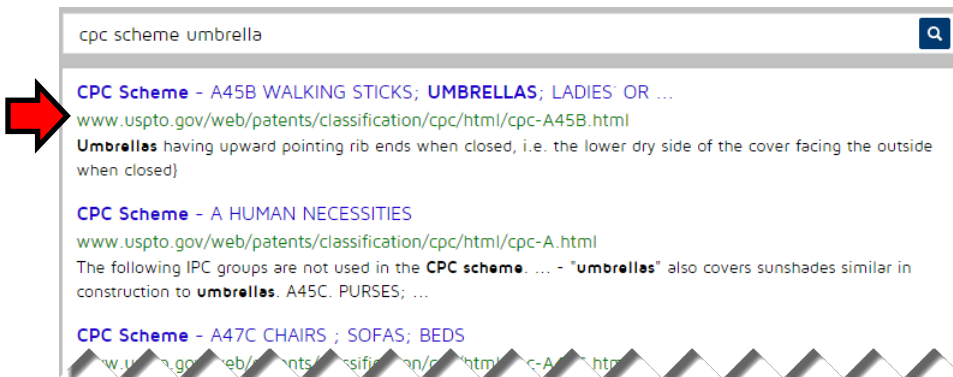 cpc scheme umbrella
CPC Scheme - A45B WALKING STICKS; UMBRELLAS; LADIES' OR ...
www.uspto.gov/web/patents/classification/cpc/html/cpc-A45B.html
Umbrellas having upward pointing rib ends when closed, i.e. the lower dry side of the cover facing the outside
when closed}
CPC Scheme - A HUMAN NECESSITIES
www.uspto.gov/web/patents/classification/cpc/html/cpc-A.html
The following IPC groups are not used in the CPC scheme. ... - "umbrellas" also covers sunshades similar in
construction to umbrellas. A45C. PURSES; ...
CPC Scheme - A47C CHAIRS ; SOFAS; BEDS